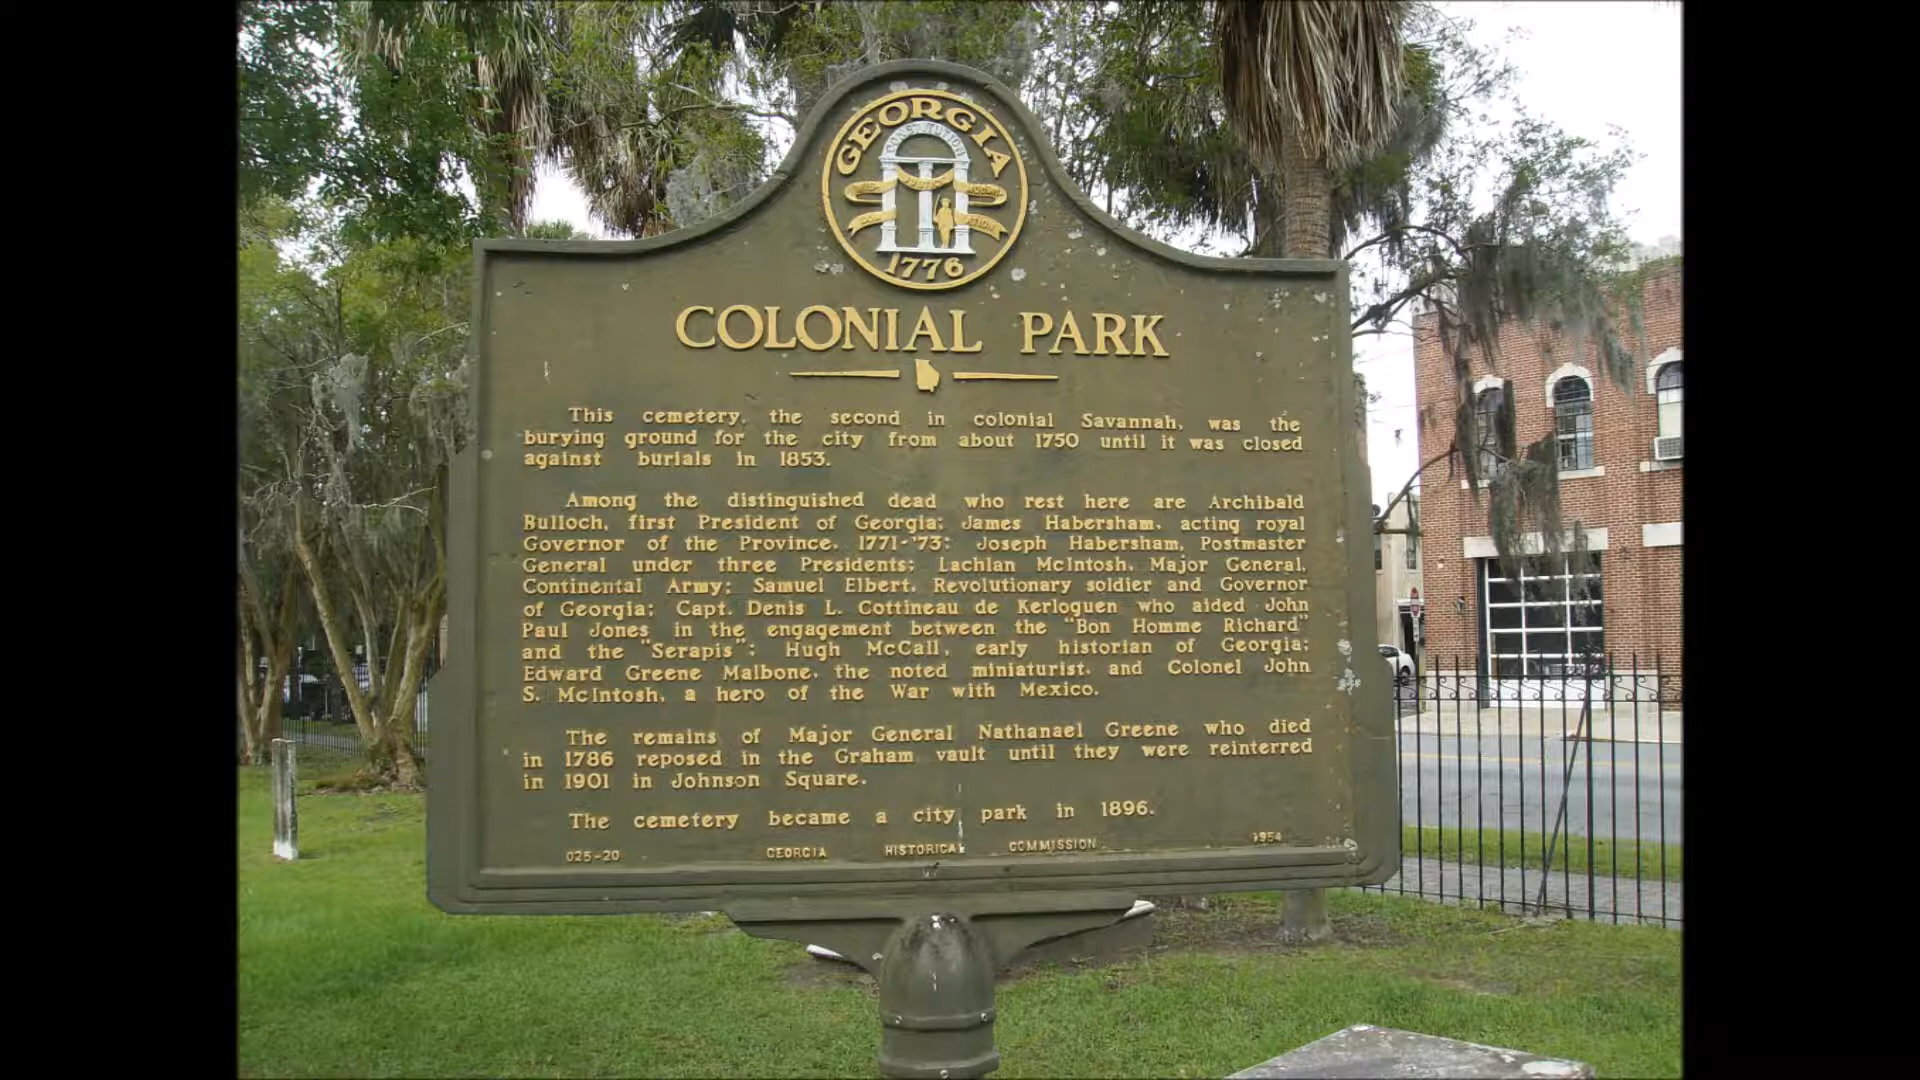 GEORGIA
CONSTITUTION
1776
COLONIAL PARK
This cemetery, the second in colonial Savannah, was the
burying ground for the city from about 1750 until it was closed
against burials in 1853.
Among the distinguished dead who rest here are Archibald
Bulloch, first President of Georgia; James Habersham, acting royal
Governor of the Province, 1771-'73; Joseph Habersham, Postmaster
General under three Presidents; Lachlan McIntosh, Major General,
Continental Army; Samuel Elbert, Revolutionary soldier and Governor
of Georgia; Capt. Denis L. Cottineau de Kerloguen who aided John
Paul Jones in the engagement between the "Bon Homme Richard"
and the "Serapis"; Hugh McCall, early historian of Georgia;
Edward Greene Malbone, the noted miniaturist, and Colonel John
S. McIntosh, a hero of the War with Mexico.
The remains of Major General Nathanael Greene who died
in 1786 reposed in the Graham vault until they were reinterred
in 1901 in Johnson Square.
The cemetery became a city park in 1896.
025-20 GEORGIA HISTORICAL COMMISSION 1954